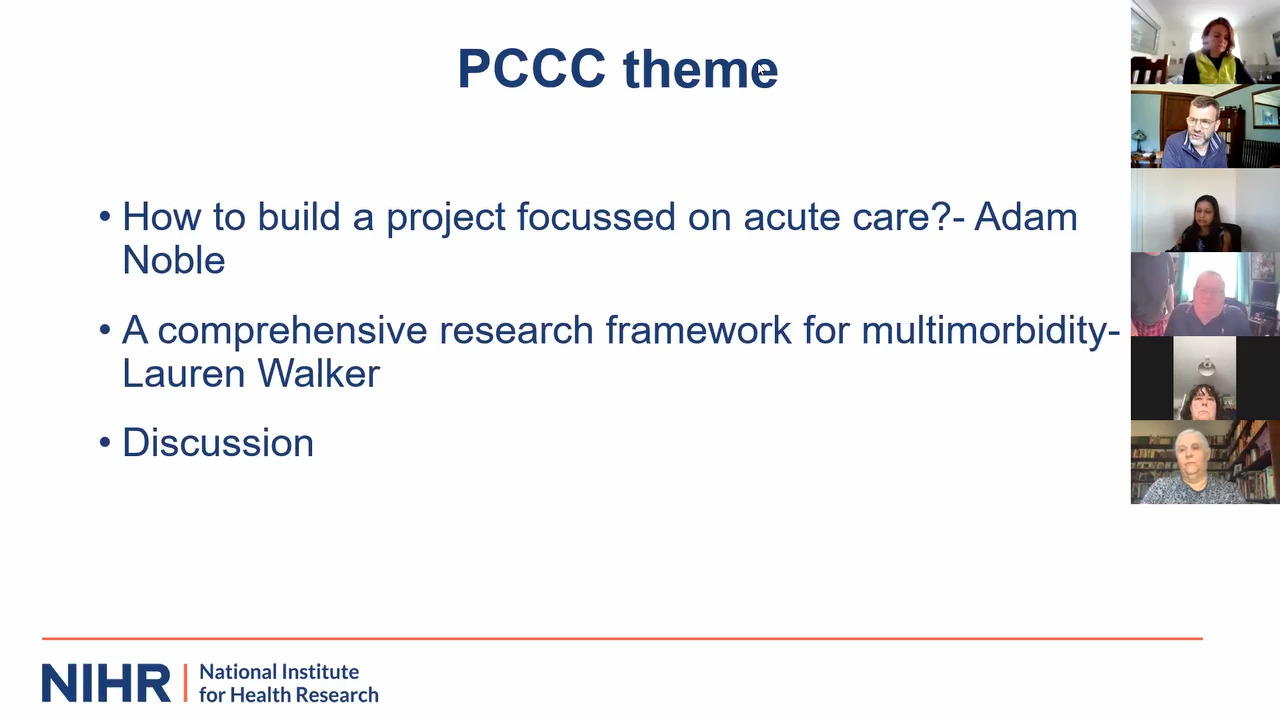 PCCC theme
• How to build a project focussed on acute care?- Adam
Noble
• A comprehensive research framework for multimorbidity-
Lauren Walker
• Discussion
NIHR | National Institute
for Health Research